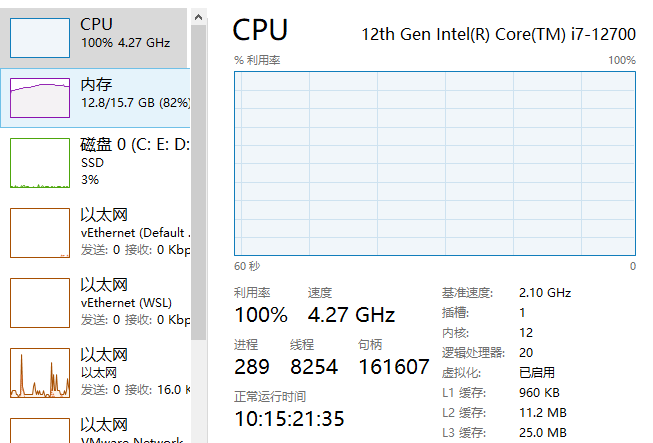 CPU
100% 4.27 GHz
内存
12.8/15.7 GB (82%)
磁盘 0 (C: E: D:
SSD
3%
以太网
vEthernet (Default .
发送: 0 接收: 0 Kbp
以太网
vEthernet (WSL)
发送: 0 接收: 0 Kbp
以太网
以太网
发送: 0 接收: 16.0 K
以太网
VMware Network
CPU
12th Gen Intel(R) Core(TM) i7-12700
% 利用率
100%
60 秒
0
利用率
速度
100%
4.27 GHz
进程
线程
句柄
289
8254
161607
正常运行时间
10:15:21:35
基准速度: 2.10 GHz
插槽: 1
内核: 12
逻辑处理器: 20
虚拟化: 已启用
L1 缓存: 960 KB
L2 缓存: 11.2 MB
L3 缓存: 25.0 MB